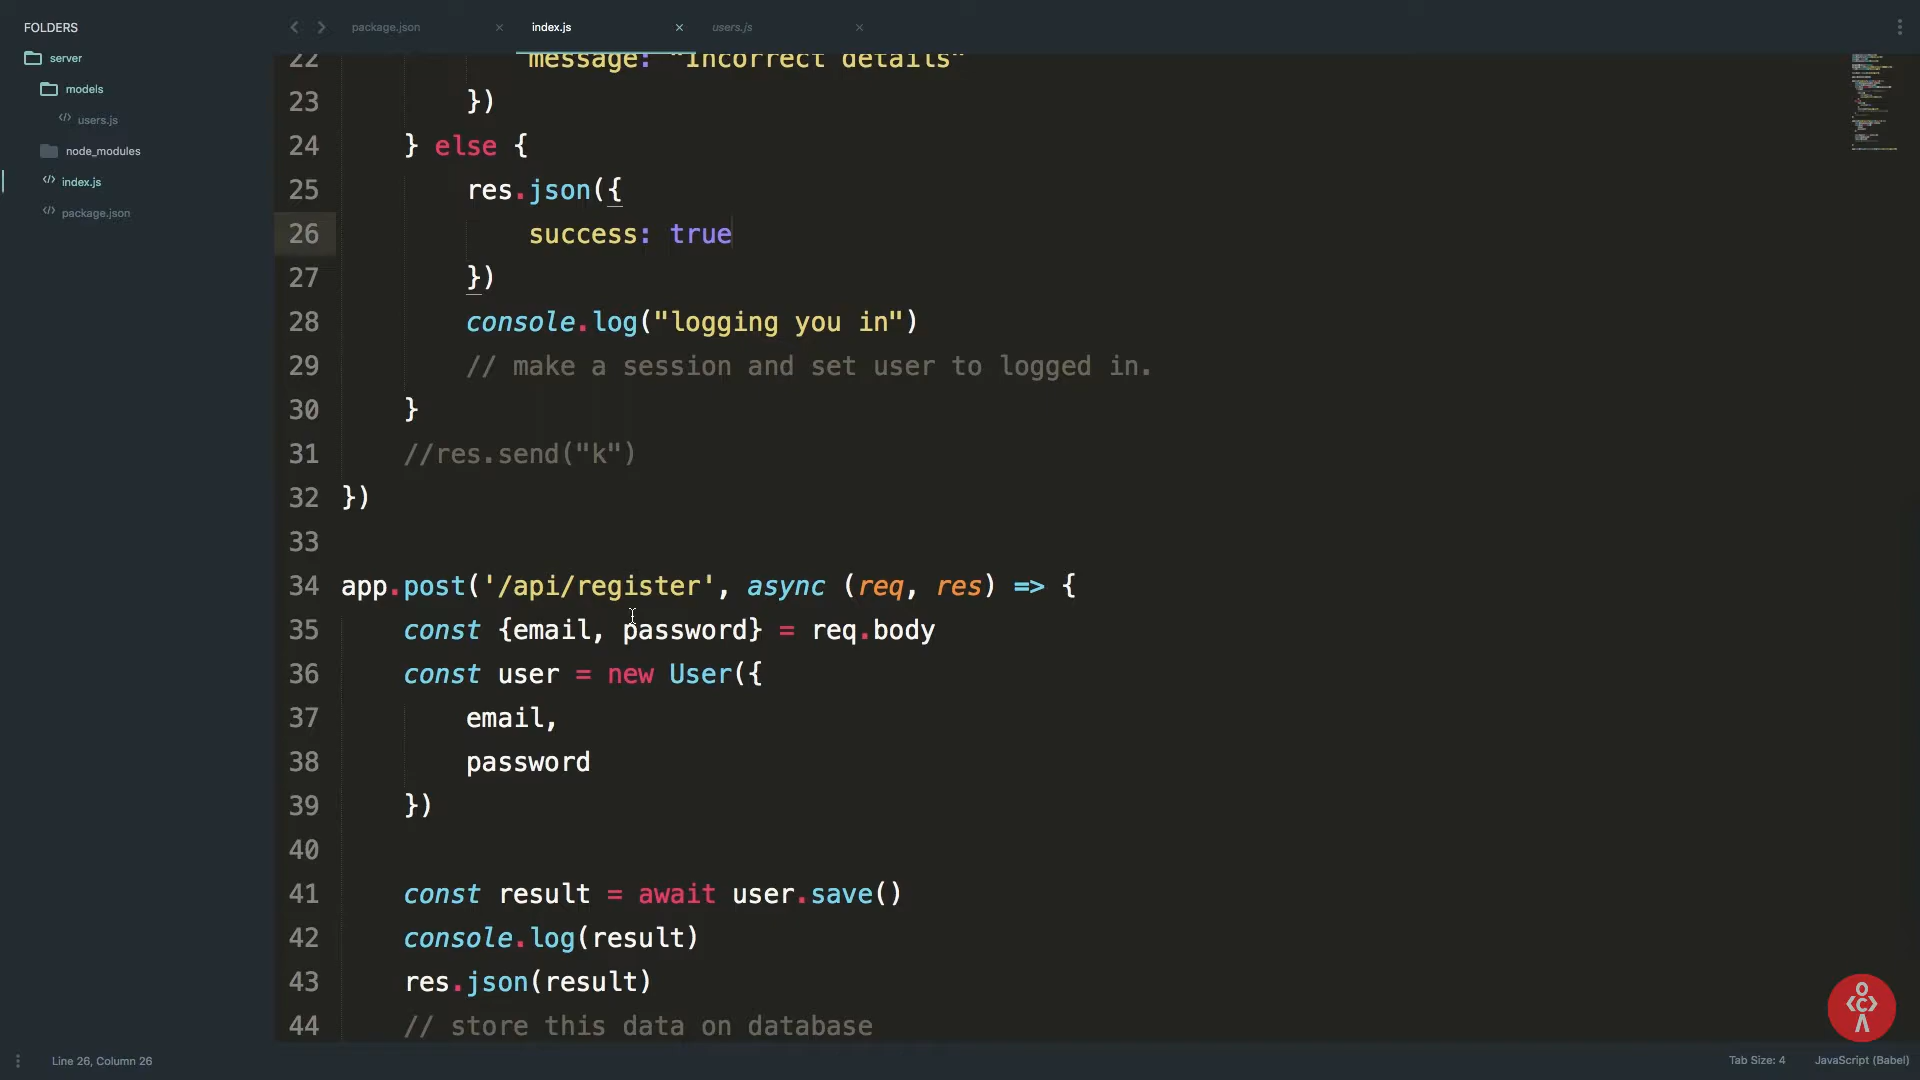 FOLDERS
server
models
users.js
node_modules
index.js
package.json
package.json
index.js
users.js
22 message: "Incorrect details"
23 })
24 } else {
25 res.json({
26 success: true
27 })
28 console.log("logging you in")
29 // make a session and set user to logged in.
30 }
31 //res.send("k")
32 })
33
34 app.post('/api/register', async (req, res) => {
35 const {email, password} = req.body
36 const user = new User({
37 email,
38 password
39 })
40
41 const result = await user.save()
42 console.log(result)
43 res.json(result)
44 // store this data on database
Line 26, Column 26
Tab Size: 4
JavaScript (Babel)